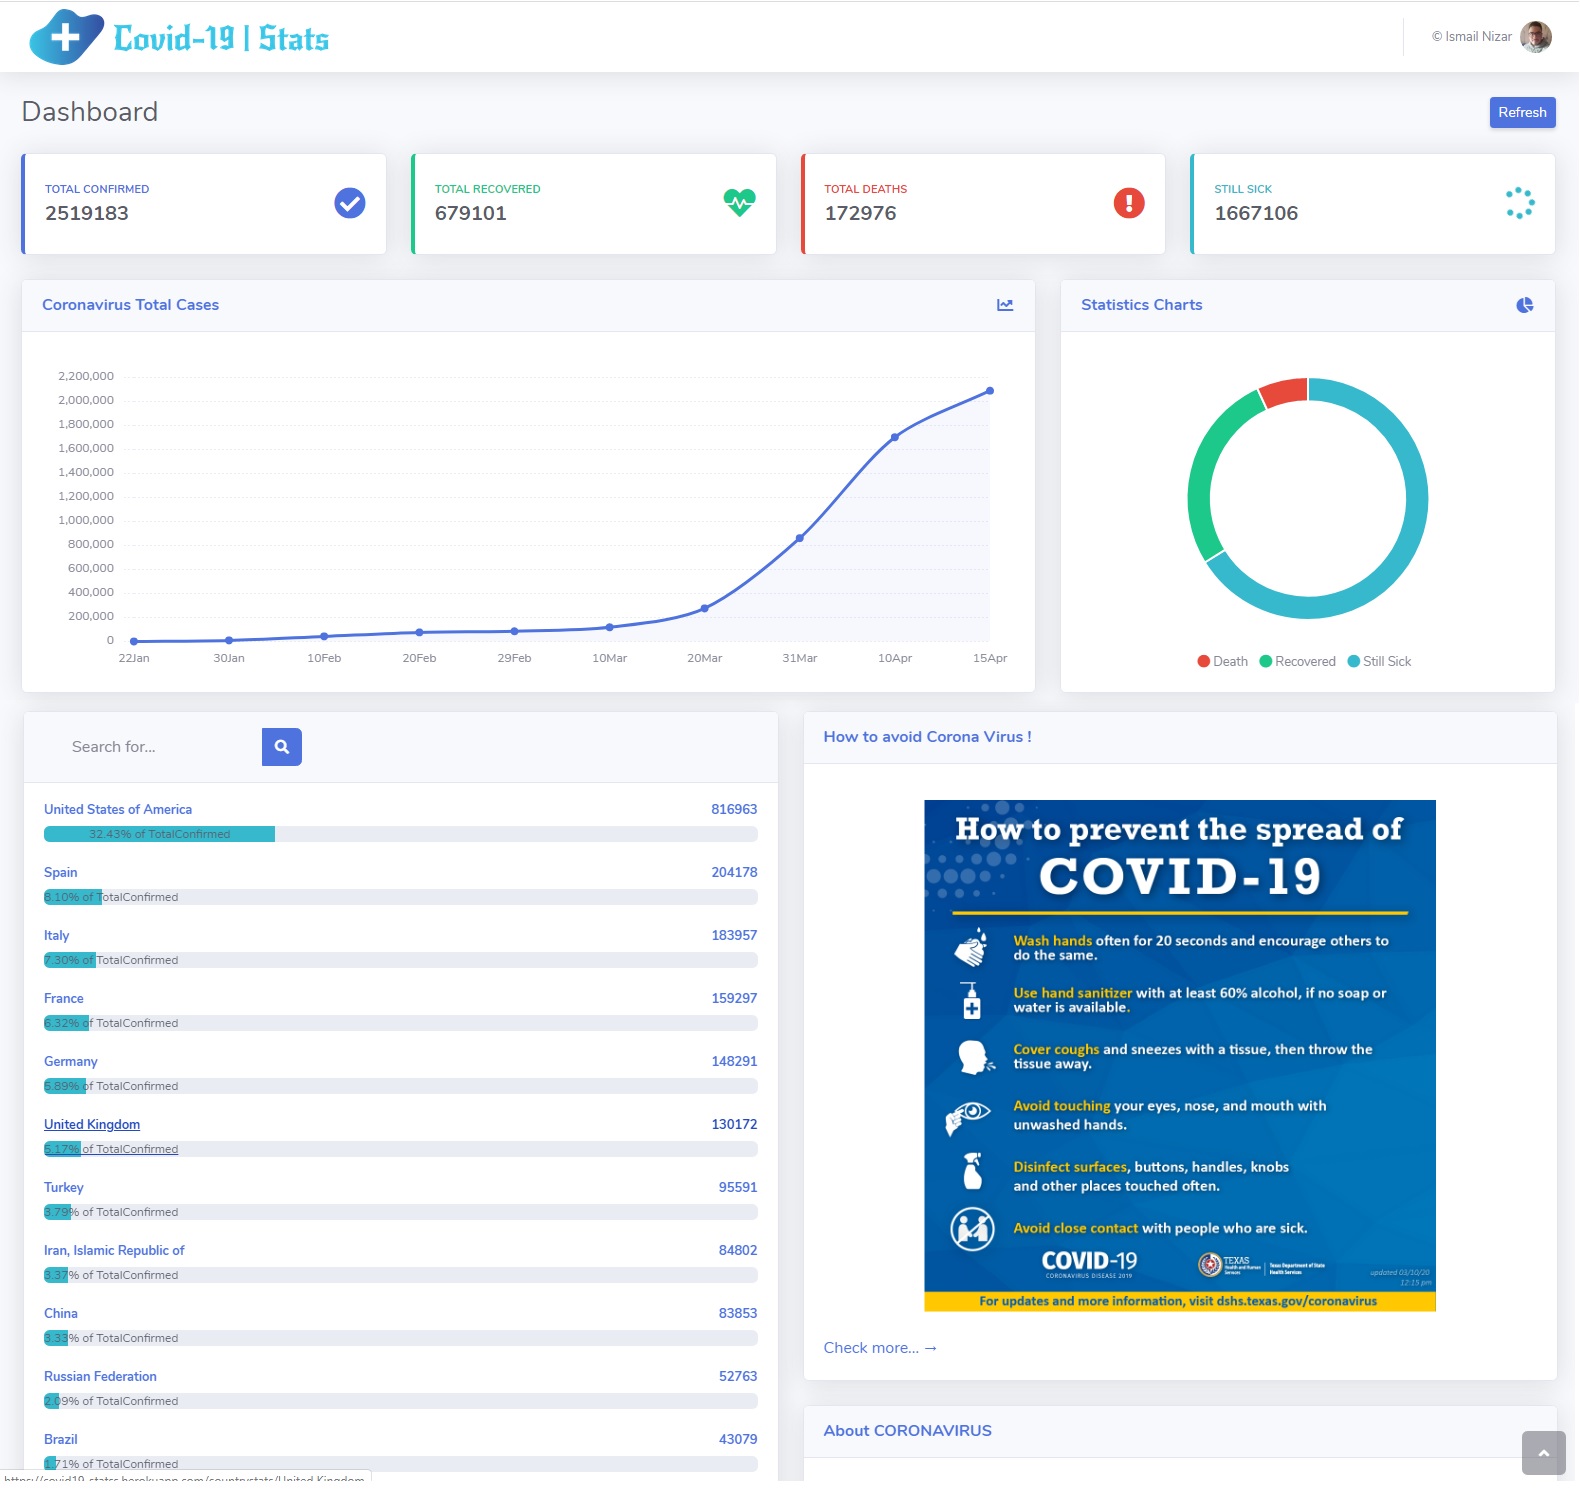 Covid-19 | Stats
© Ismail Nizar
Dashboard
Refresh
TOTAL CONFIRMED
2519183
TOTAL RECOVERED
679101
TOTAL DEATHS
172976
STILL SICK
1667106
Coronavirus Total Cases
2,200,000
2,000,000
1,800,000
1,600,000
1,400,000
1,200,000
1,000,000
800,000
600,000
400,000
200,000
0
22Jan 30Jan 10Feb 20Feb 29Feb 10Mar 20Mar 31Mar 10Apr 15Apr
Statistics Charts
Death Recovered Still Sick
Search for...
United States of America 816963
32.43% of TotalConfirmed
Spain 204178
8.10% of TotalConfirmed
Italy 183957
7.30% of TotalConfirmed
France 159297
6.32% of TotalConfirmed
Germany 148291
5.89% of TotalConfirmed
United Kingdom 130172
5.17% of TotalConfirmed
Turkey 95591
3.79% of TotalConfirmed
Iran, Islamic Republic of 84802
3.37% of TotalConfirmed
China 83853
3.33% of TotalConfirmed
Russian Federation 52763
2.09% of TotalConfirmed
Brazil 43079
1.71% of TotalConfirmed
How to avoid Corona Virus !
How to prevent the spread of
COVID-19
Wash hands often for 20 seconds and encourage others to
do the same.
Use hand sanitizer with at least 60% alcohol, if no soap or
water is available.
Cover coughs and sneezes with a tissue, then throw the
tissue away.
Avoid touching your eyes, nose, and mouth with
unwashed hands.
Disinfect surfaces, buttons, handles, knobs
and other places touched often.
Avoid close contact with people who are sick.
COVID-19
CORONAVIRUS DISEASE 2019
TEXAS
Health and Human
Services
Texas Department of State
Health Services
updated 03/10/20
12:15 pm
For updates and more information, visit dshs.texas.gov/coronavirus
Check more... →
About CORONAVIRUS